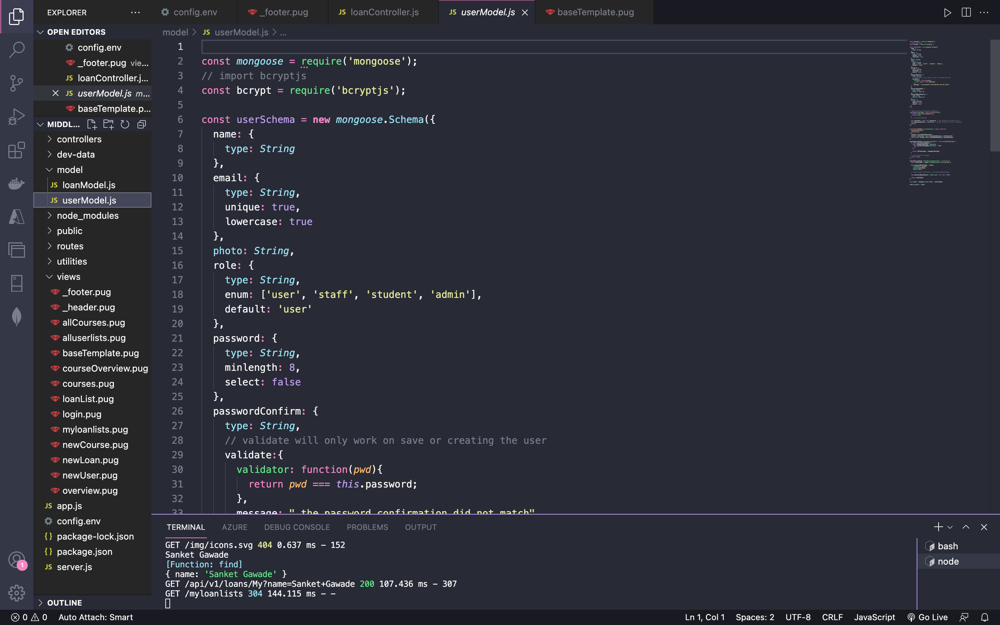 EXPLORER
config.env
_footer.pug
loanController.js
userModel.js
baseTemplate.pug
OPEN EDITORS
config.env
_footer.pug vie...
loanController.j...
userModel.js m...
baseTemplate.p...
MIDDL...
controllers
dev-data
model
loanModel.js
userModel.js
node_modules
public
routes
utilities
views
_footer.pug
_header.pug
allCourses.pug
alluserlists.pug
baseTemplate.pug
courseOverview.pug
courses.pug
loanList.pug
login.pug
myloanlists.pug
newCourse.pug
newLoan.pug
newUser.pug
overview.pug
app.js
config.env
package-lock.json
package.json
server.js
OUTLINE
1
model > JS userModel.js > ...
1
2 const mongoose = require('mongoose');
3 // import bcryptjs
4 const bcrypt = require('bcryptjs');
5
6 const userSchema = new mongoose.Schema({
7 name: {
8 type: String
9 },
10 email: {
11 type: String,
12 unique: true,
13 lowercase: true
14 },
15 photo: String,
16 role: {
17 type: String,
18 enum: ['user', 'staff', 'student', 'admin'],
19 default: 'user'
20 },
21 password: {
22 type: String,
23 minlength: 8,
24 select: false
25 },
26 passwordConfirm: {
27 type: String,
28 // validate will only work on save or creating the user
29 validate:{
30 validator: function(pwd){
31 return pwd === this.password;
32 },
33 message: " the password confirmation did not match"
TERMINAL AZURE DEBUG CONSOLE PROBLEMS OUTPUT
GET /img/icons.svg 404 0.637 ms - 152
Sanket Gawade
[Function: find]
{ name: 'Sanket Gawade' }
GET /api/v1/loans/My?name=Sanket+Gawade 200 107.436 ms - 307
GET /myloanlists 304 144.115 ms - -
bash
node
0 0 Auto Attach: Smart
Ln 1, Col 1 Spaces: 2 UTF-8 CRLF JavaScript Go Live